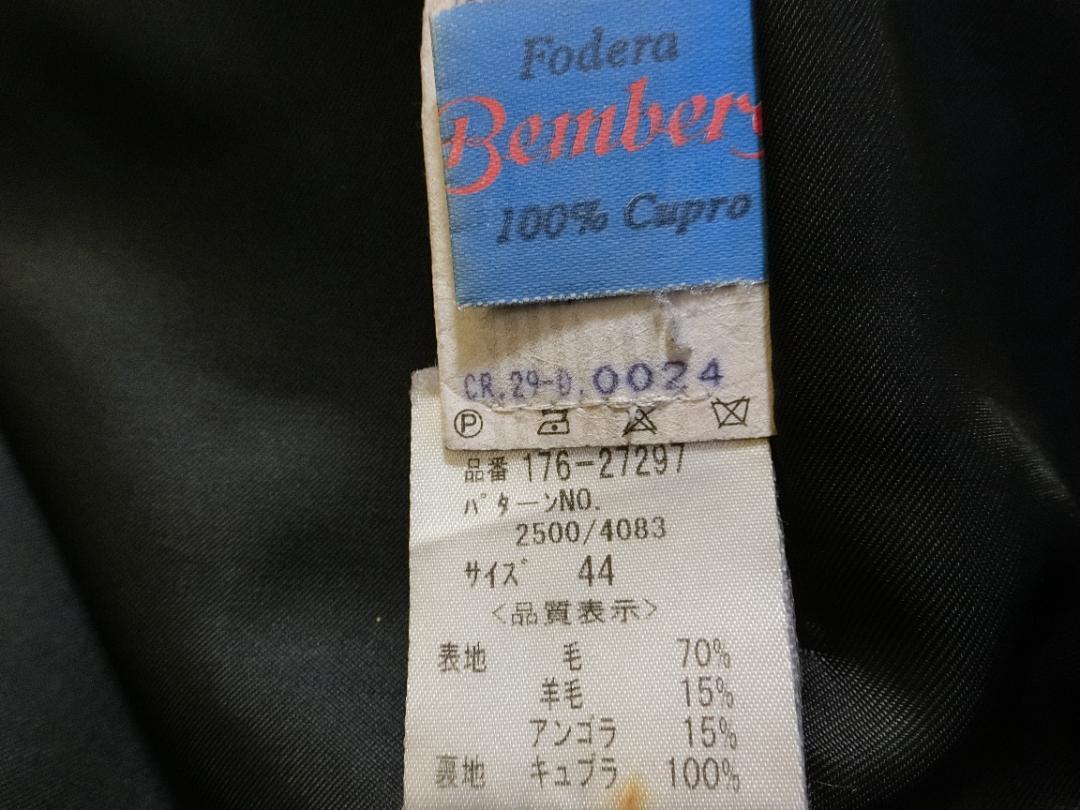 Fodera
Bemberg
100% Cupro
CR.29-D.0024
Ⓟ
品番 176-27297
パターンNO.
2500/4083
サイズ 44
<品質表示>
表地 毛 70%
羊毛 15%
アンゴラ 15%
裏地 キュプラ 100%